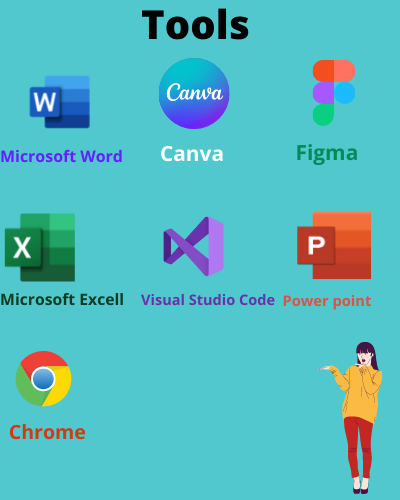 Tools
W
Canva
Microsoft Word
Canva
Figma
X
P
Microsoft Excell
Visual Studio Code
Power point
Chrome